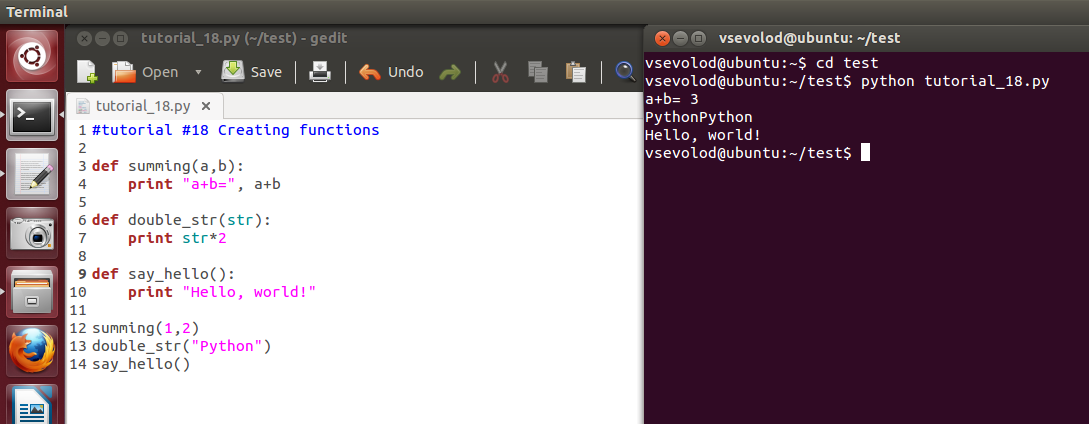 Terminal
tutorial_18.py (~/test) - gedit
Open Save Undo
tutorial_18.py
1 #tutorial #18 Creating functions
2
3 def summing(a,b):
4     print "a+b=", a+b
5
6 def double_str(str):
7     print str*2
8
9 def say_hello():
10     print "Hello, world!"
11
12 summing(1,2)
13 double_str("Python")
14 say_hello()
vsevolod@ubuntu: ~/test
vsevolod@ubuntu:~$ cd test
vsevolod@ubuntu:~/test$ python tutorial_18.py
a+b= 3
PythonPython
Hello, world!
vsevolod@ubuntu:~/test$